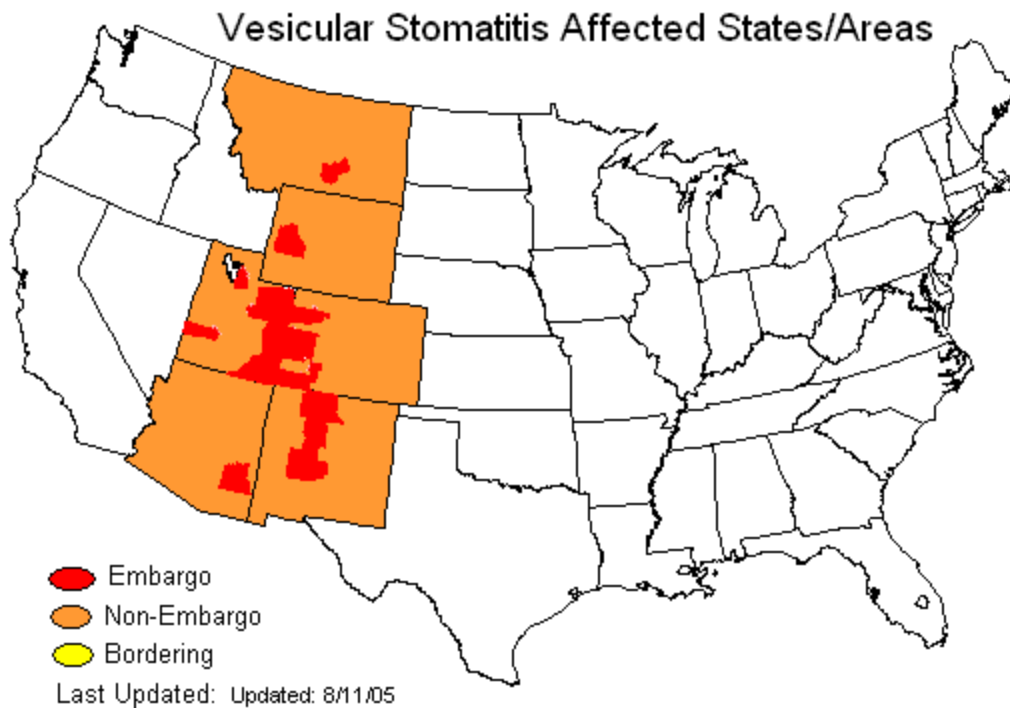 Vesicular Stomatitis Affected States/Areas
Embargo
Non-Embargo
Bordering
Last Updated: Updated: 8/11/05